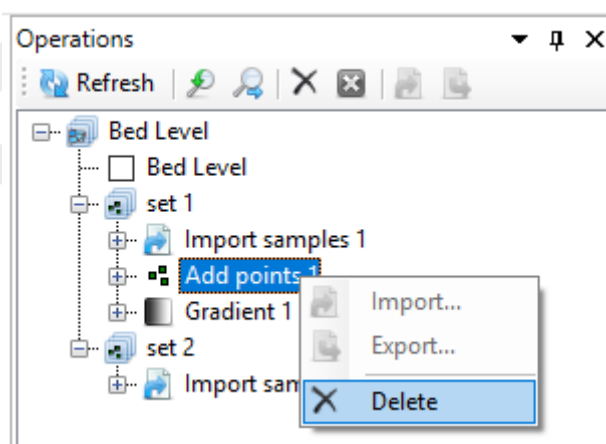 Operations
Refresh
Bed Level
Bed Level
set 1
Import samples 1
Add points 1
Gradient 1
Import...
Export...
set 2
Import sam
Delete